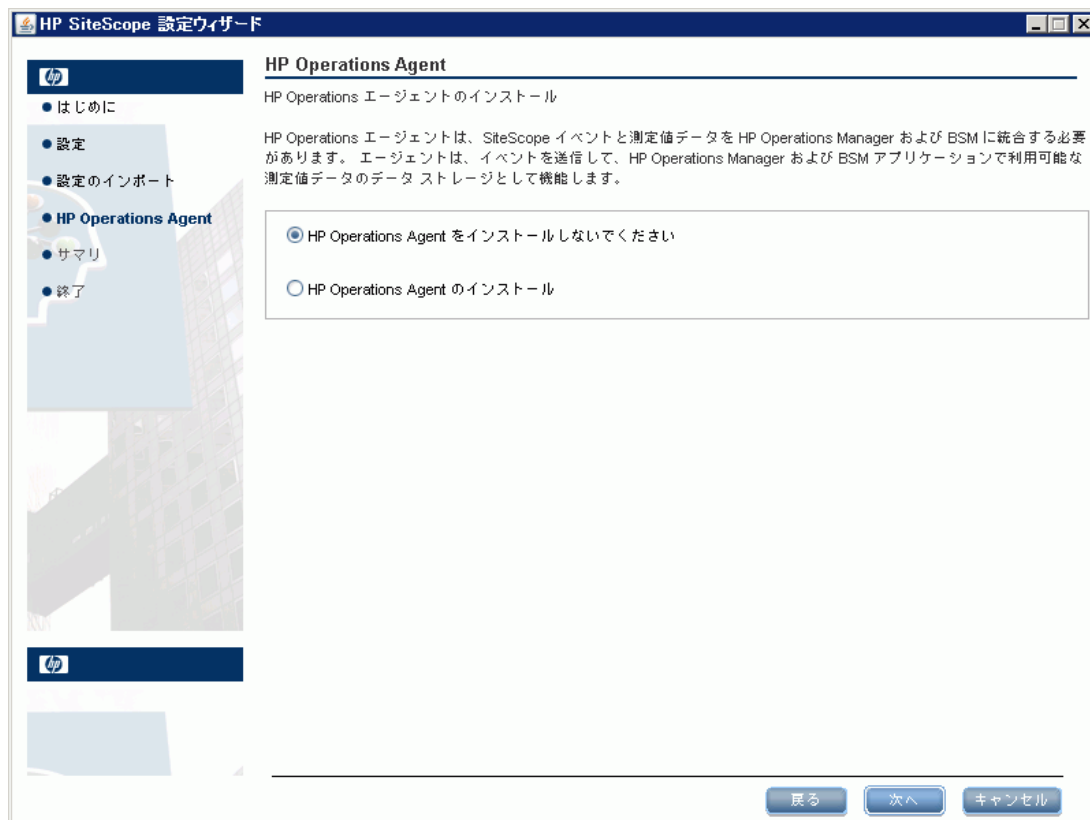 HP SiteScope 設定ウィザード
hp
はじめに
設定
設定のインポート
HP Operations Agent
サマリ
終了
hp
HP Operations Agent
HP Operations エージェントのインストール
HP Operations エージェントは、SiteScope イベントと測定値データを HP Operations Manager および BSM に統合する必要
があります。 エージェントは、イベントを送信して、HP Operations Manager および BSM アプリケーションで利用可能な
測定値データのデータ ストレージとして機能します。
HP Operations Agent をインストールしないでください
HP Operations Agent のインストール
戻る
次へ
キャンセル